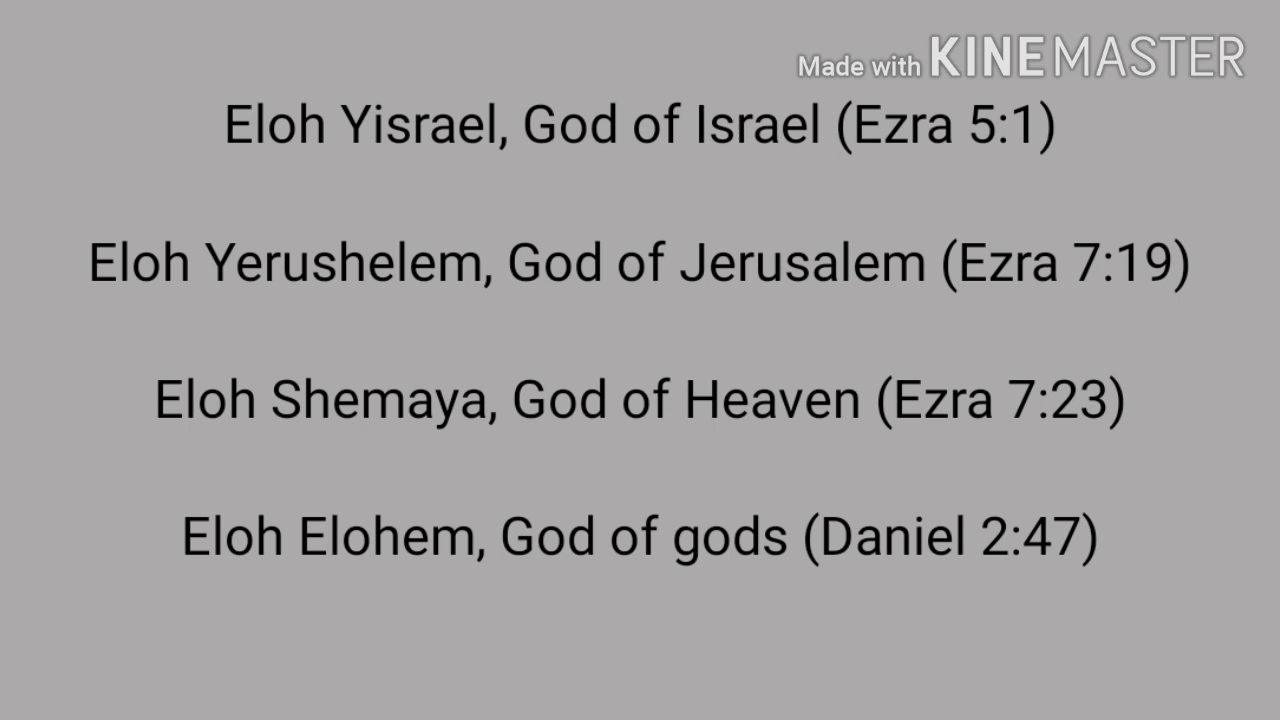 Made with KINEMASTER
Eloh Yisrael, God of Israel (Ezra 5:1)
Eloh Yerushelem, God of Jerusalem (Ezra 7:19)
Eloh Shemaya, God of Heaven (Ezra 7:23)
Eloh Elohem, God of gods (Daniel 2:47)